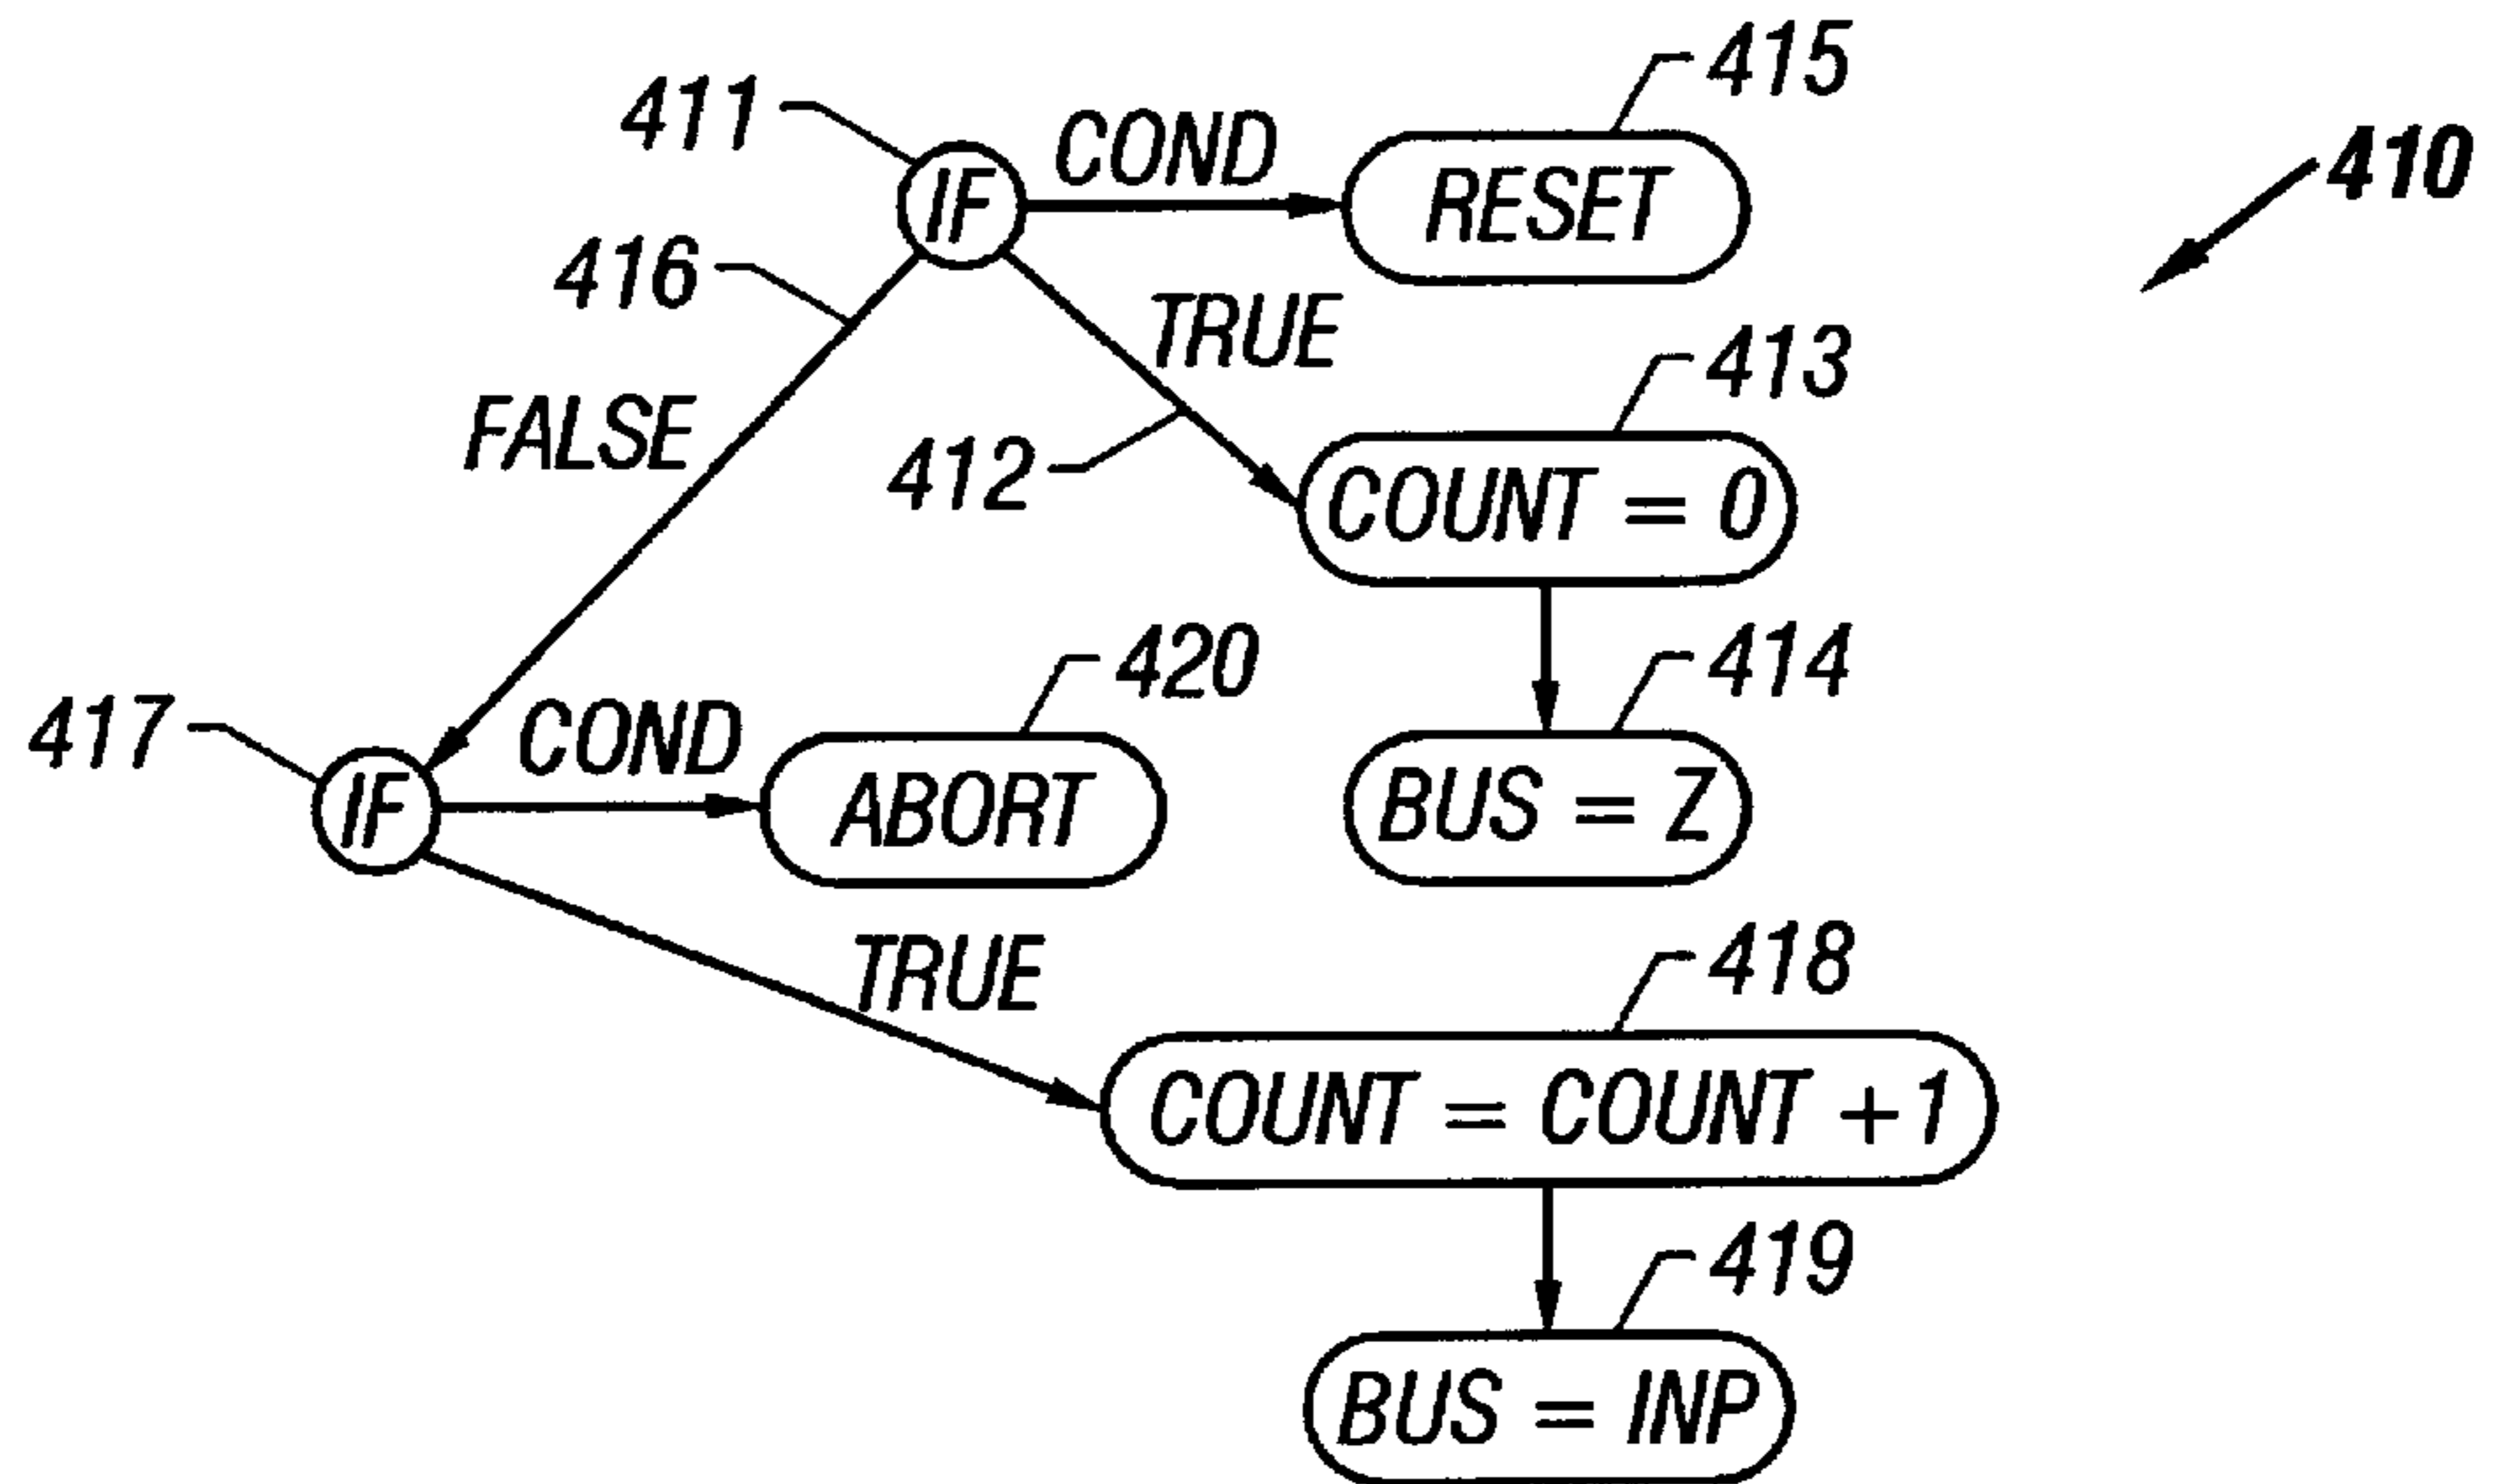 415
411
COND
410
IF
RESET
416
TRUE
413
FALSE
412
COUNT = 0
420
414
417
COND
IF
ABORT
BUS = Z
TRUE
418
COUNT = COUNT + 1
419
BUS = INP